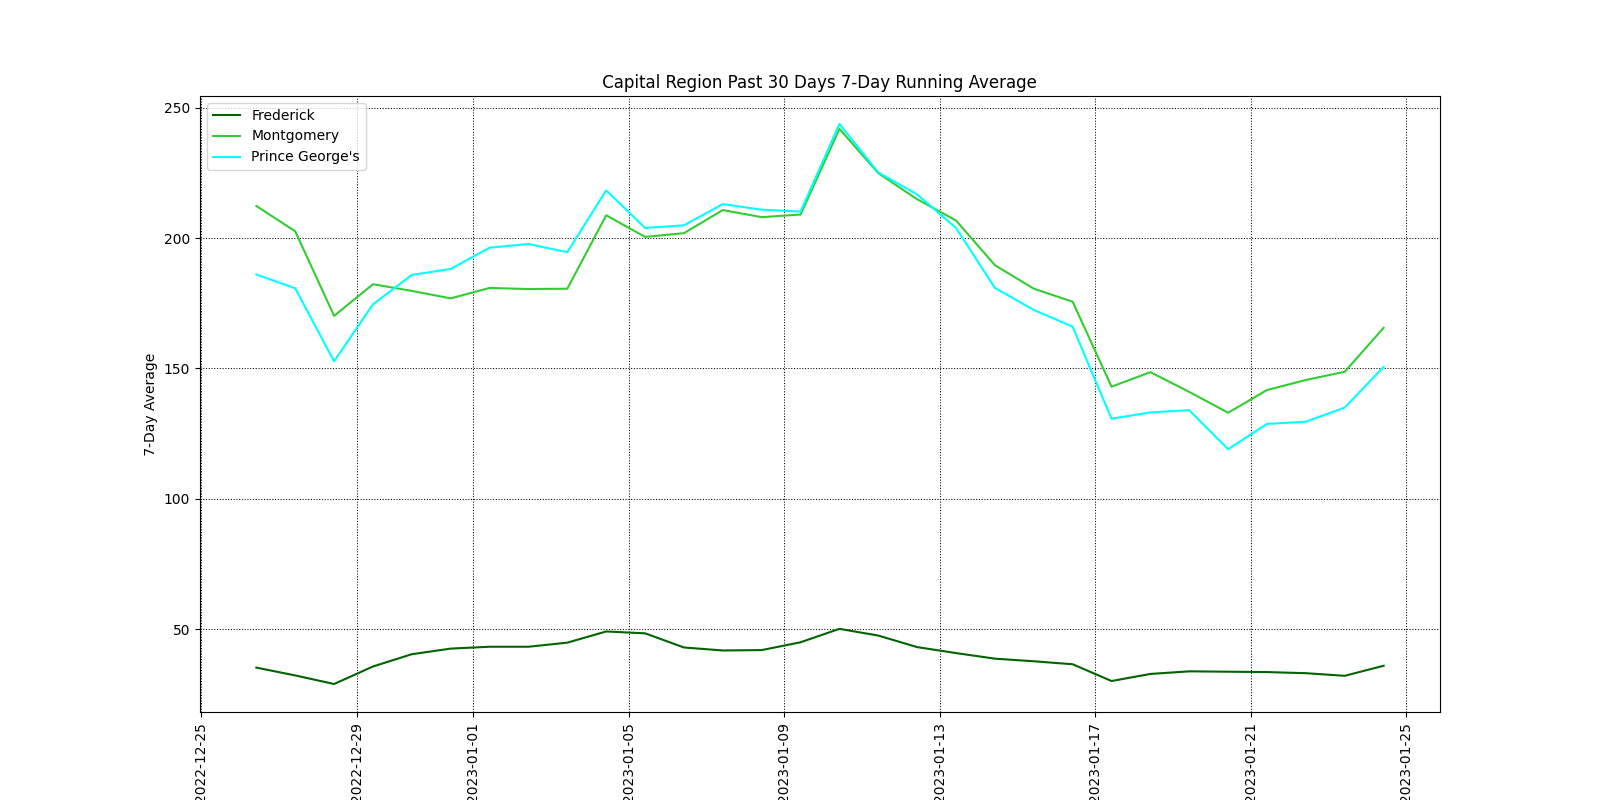 Capital Region Past 30 Days 7-Day Running Average
Frederick
Montgomery
Prince George's
7-Day Average
250
200
150
100
50
2022-12-25
2022-12-29
2023-01-01
2023-01-05
2023-01-09
2023-01-13
2023-01-17
2023-01-21
2023-01-25